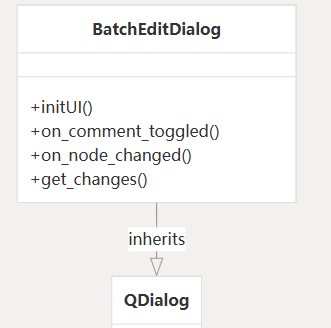 BatchEditDialog
+initUI()
+on_comment_toggled()
+on_node_changed()
+get_changes()
inherits
QDialog